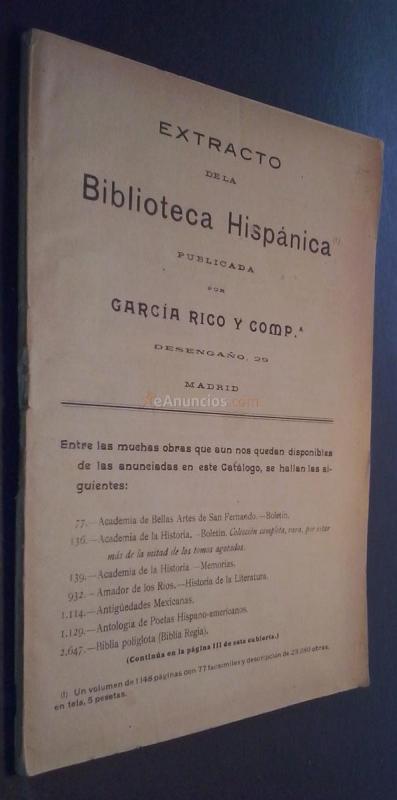 EXTRACTO
DE LA
Biblioteca Hispánica (1)
PUBLICADA
POR
GARCÍA RICO Y COMP.ª
DESENGAÑO, 29
MADRID
eAnuncios.com
Entre las muchas obras que aun nos quedan disponibles
de las anunciadas en este Catálogo, se hallan las si-
guientes:
77.—Academia de Bellas Artes de San Fernando.—Boletín.
136.—Academia de la Historia.—Boletín. Colección completa, rara, por estar
más de la mitad de los tomos agotados.
139.—Academia de la Historia—Memorias.
932.—Amador de los Ríos.—Historia de la Literatura.
1.114.—Antigüedades Mexicanas.
1.129.—Antología de Poetas Hispano-americanos.
2.647.—Biblia políglota (Biblia Regia).
(Continúa en la página III de esta cubierta.)
(1) Un volumen de 1148 páginas con 77 facsímiles y descripción de 23.080 obras,
en tela, 5 pesetas.